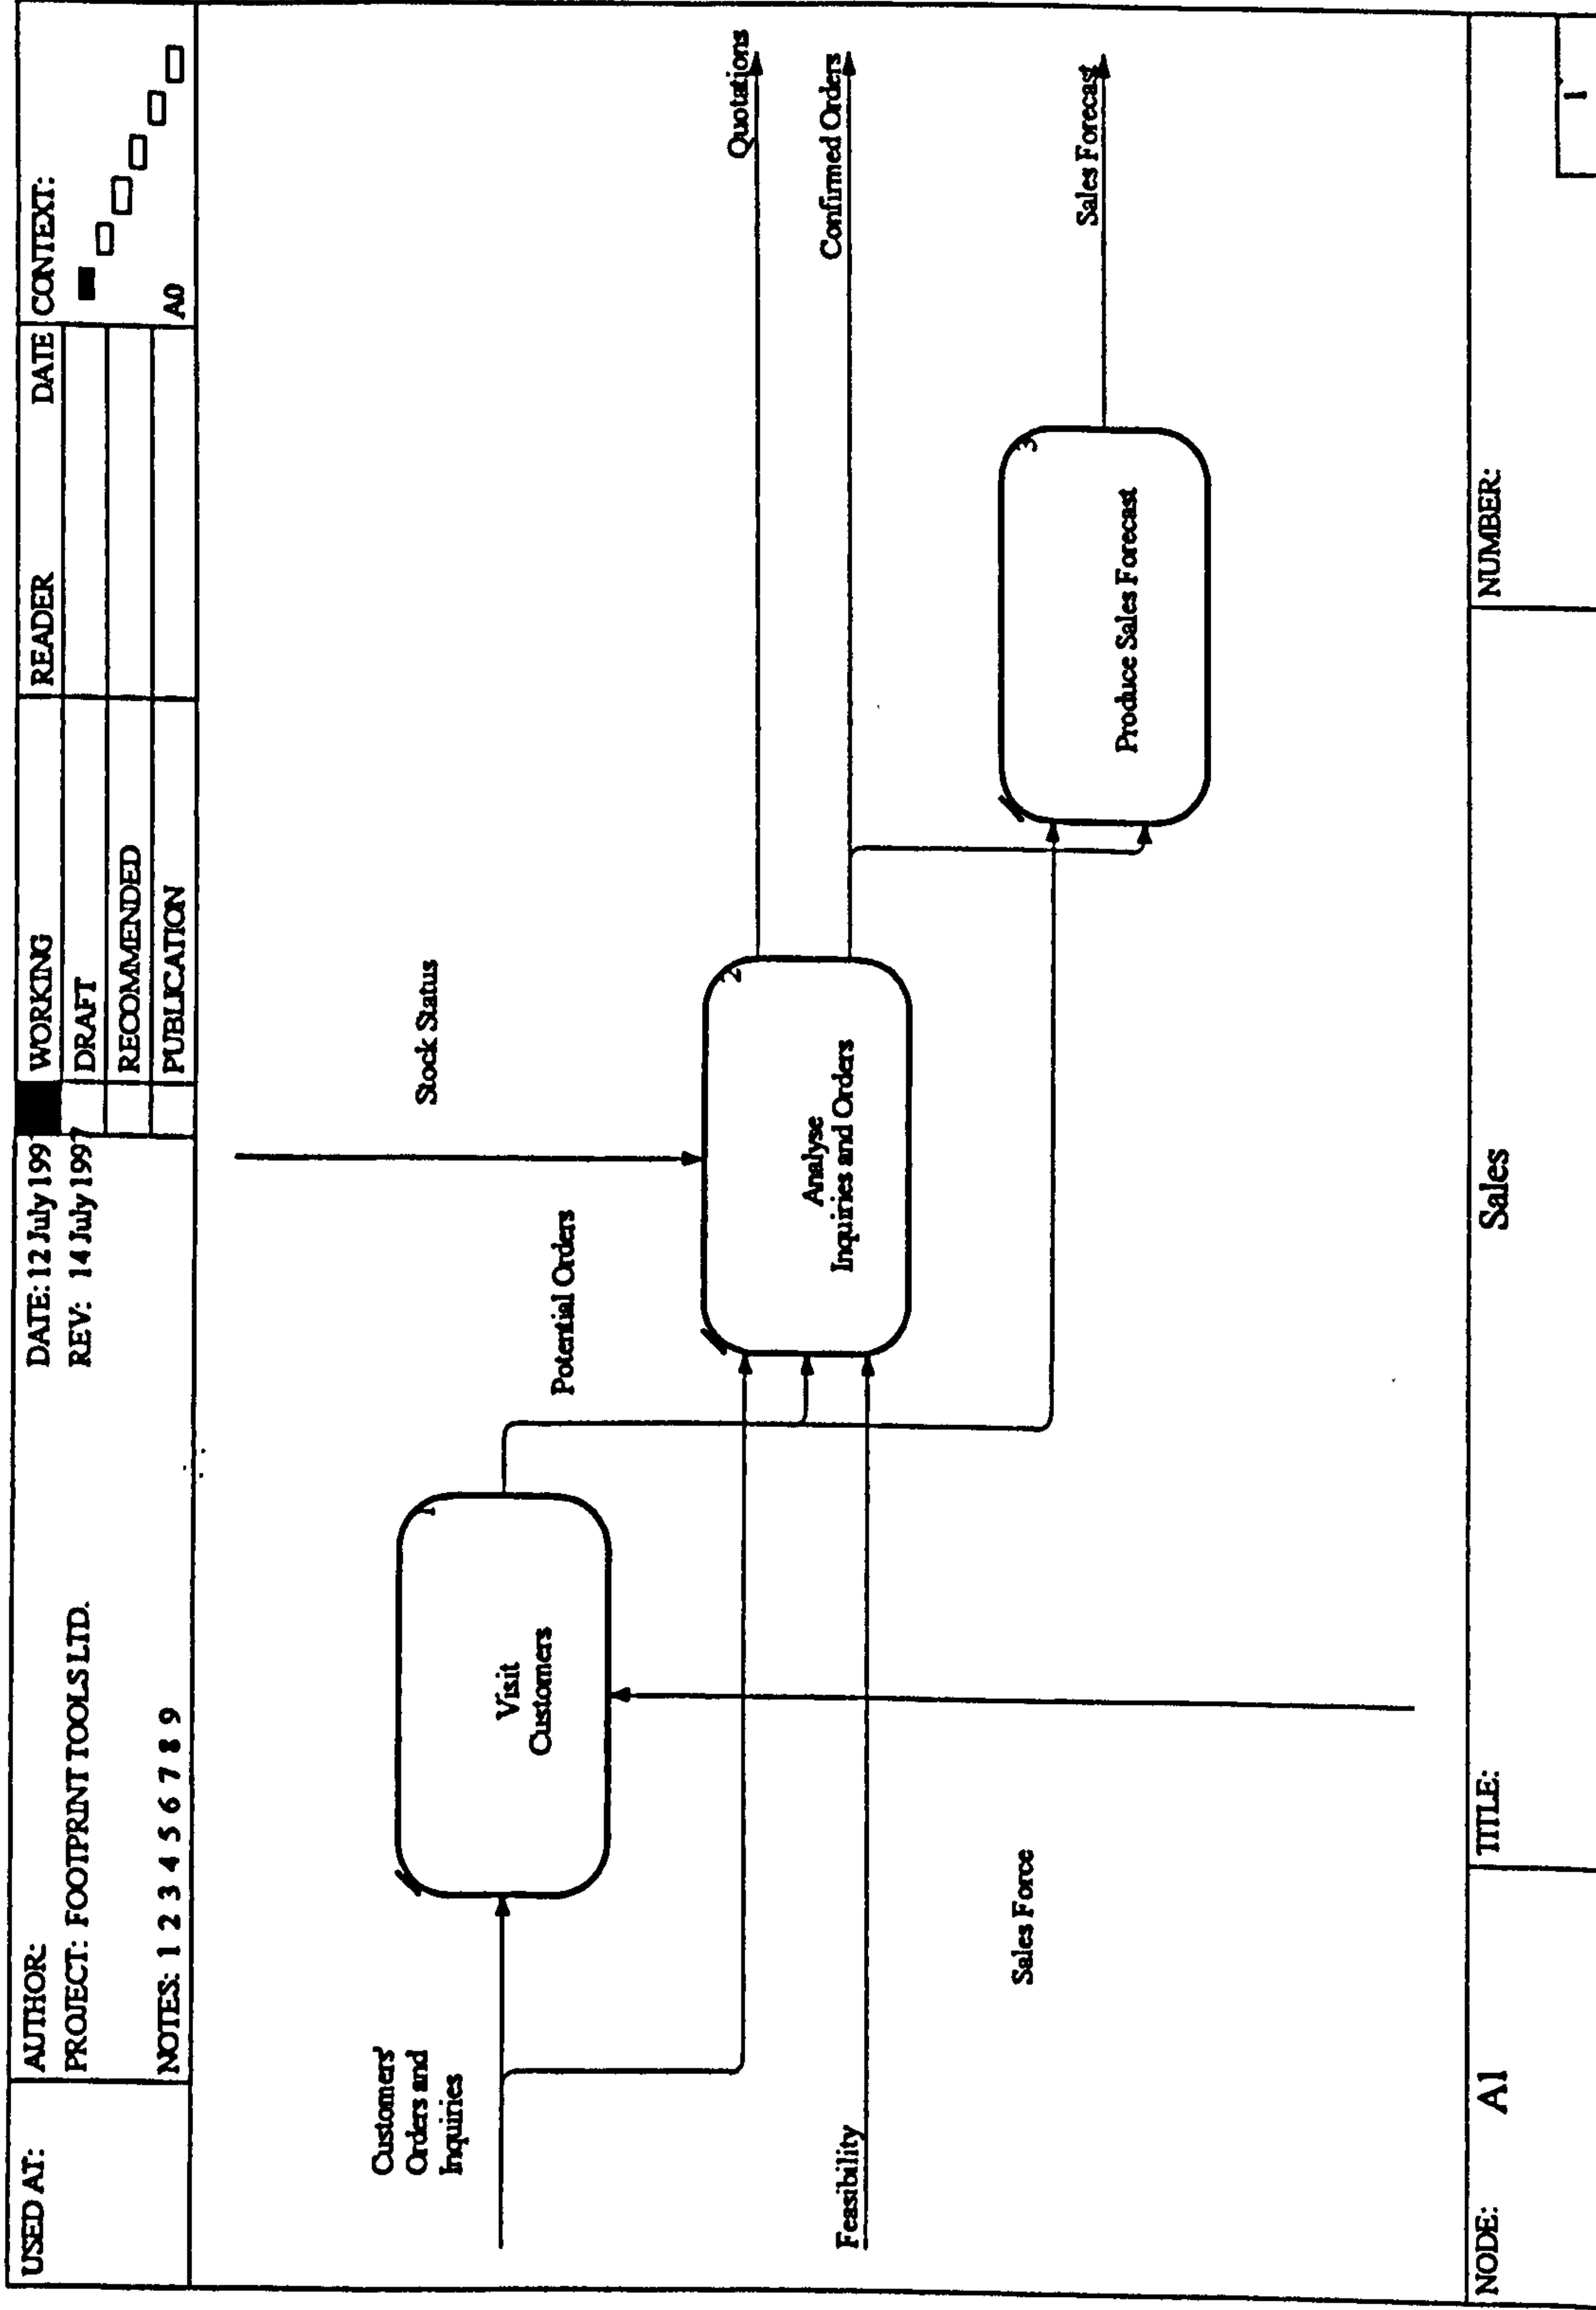 USED AT:
AUTHOR:
PROJECT: FOOTPRINT TOOLS LTD.
NOTES: 1 2 3 4 5 6 7 8 9
DATE: 12 July 199
REV: 14 July 1997
WORKING
DRAFT
RECOMMENDED
PUBLICATION
READER
DATE
CONTEXT:
A0
Customers'
Orders and
Inquiries
Visit
Customers
1
Potential Orders
Stock Status
Analyse
Inquiries and Orders
2
Quotations
Confirmed Orders
Feasibility
Sales Force
Produce Sales Forecast
3
Sales Forecast
NODE:
A1
TITLE:
Sales
NUMBER:
1